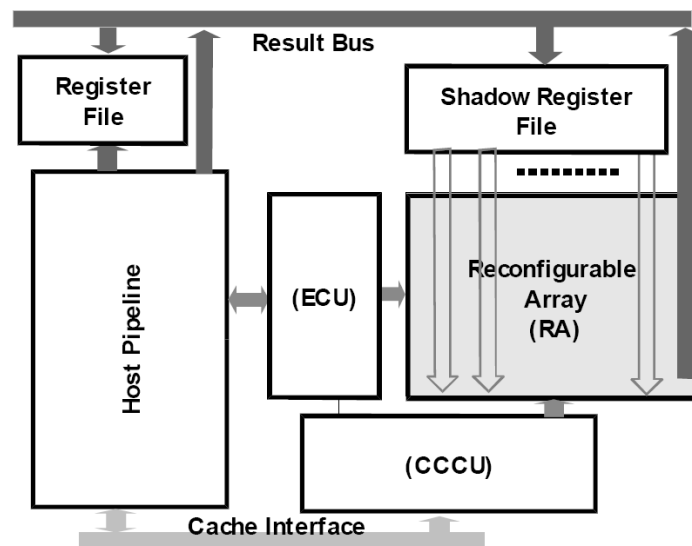 Result Bus
Register
File
Shadow Register
File
Host Pipeline
(ECU)
Reconfigurable
Array
(RA)
(CCCU)
Cache Interface